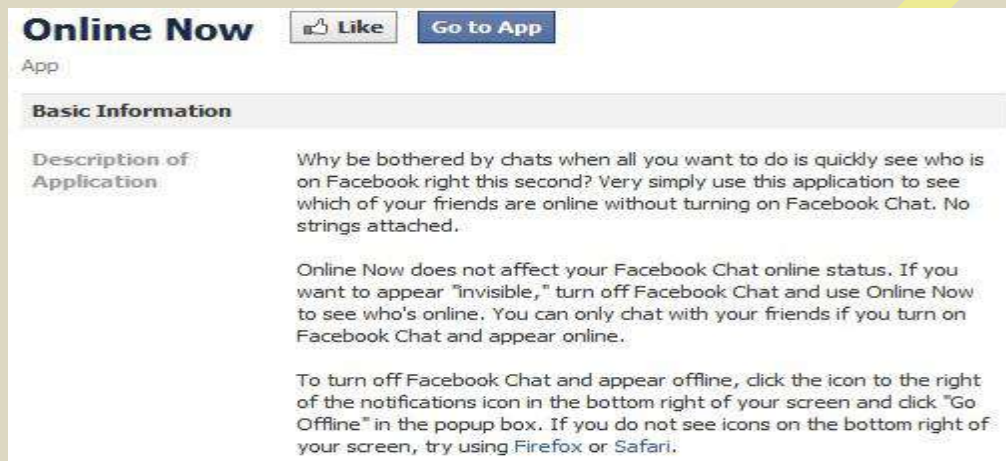 Online Now
Like
Go to App
App
Basic Information
Description of
Application
Why be bothered by chats when all you want to do is quickly see who is
on Facebook right this second? Very simply use this application to see
which of your friends are online without turning on Facebook Chat. No
strings attached.
Online Now does not affect your Facebook Chat online status. If you
want to appear "invisible," turn off Facebook Chat and use Online Now
to see who's online. You can only chat with your friends if you turn on
Facebook Chat and appear online.
To turn off Facebook Chat and appear offline, click the icon to the right
of the notifications icon in the bottom right of your screen and click "Go
Offline" in the popup box. If you do not see icons on the bottom right of
your screen, try using Firefox or Safari.